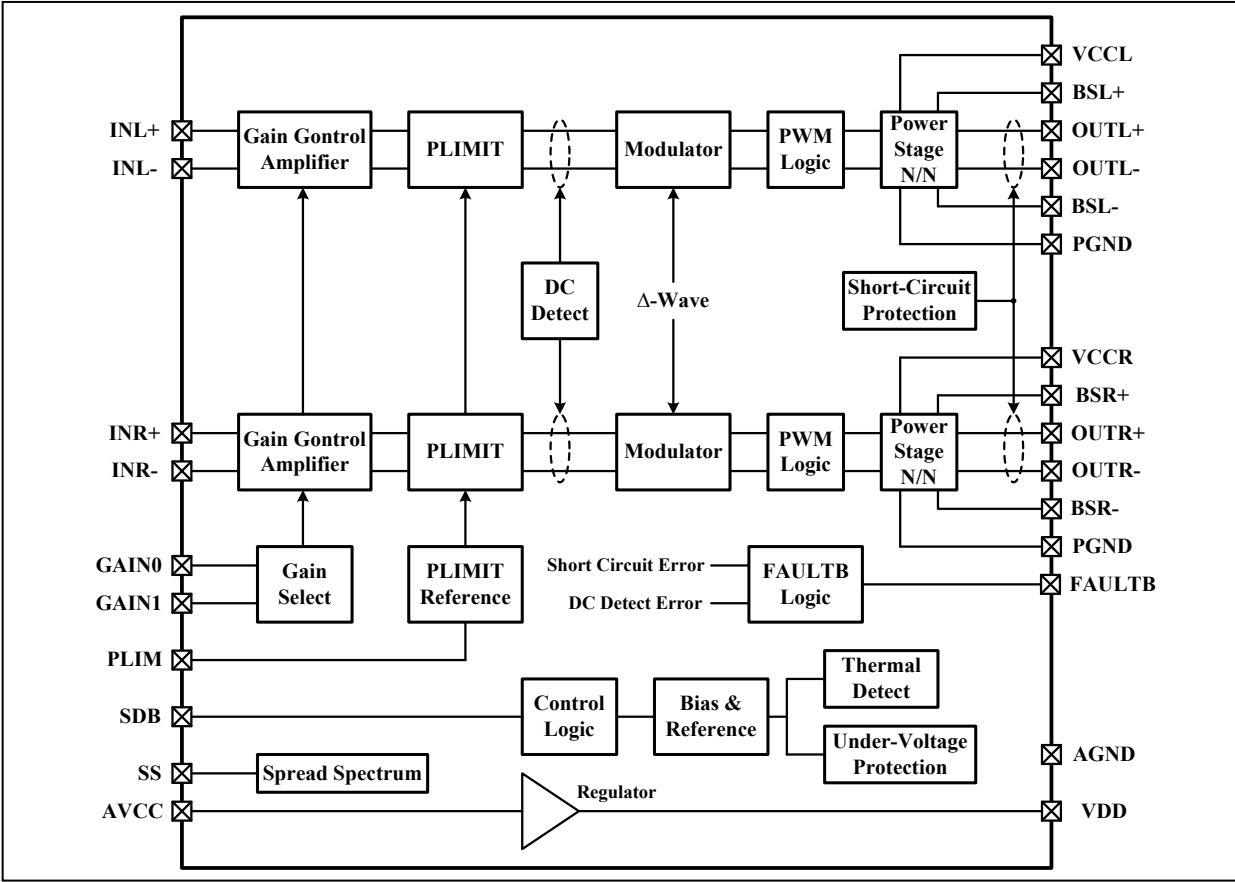 VCCL
BSL+
INL+
Gain Gontrol
Amplifier
PLIMIT
Modulator
PWM
Logic
Power
Stage
N/N
OUTL+
INL-
OUTL-
BSL-
PGND
DC
Detect
Δ-Wave
Short-Circuit
Protection
VCCR
BSR+
INR+
Gain Gontrol
Amplifier
PLIMIT
Modulator
PWM
Logic
Power
Stage
N/N
OUTR+
INR-
OUTR-
BSR-
PGND
GAIN0
GAIN1
Gain
Select
PLIMIT
Reference
Short Circuit Error
DC Detect Error
FAULTB
Logic
FAULTB
PLIM
SDB
Control
Logic
Bias &
Reference
Thermal
Detect
Under-Voltage
Protection
AGND
SS
Spread Spectrum
AVCC
Regulator
VDD